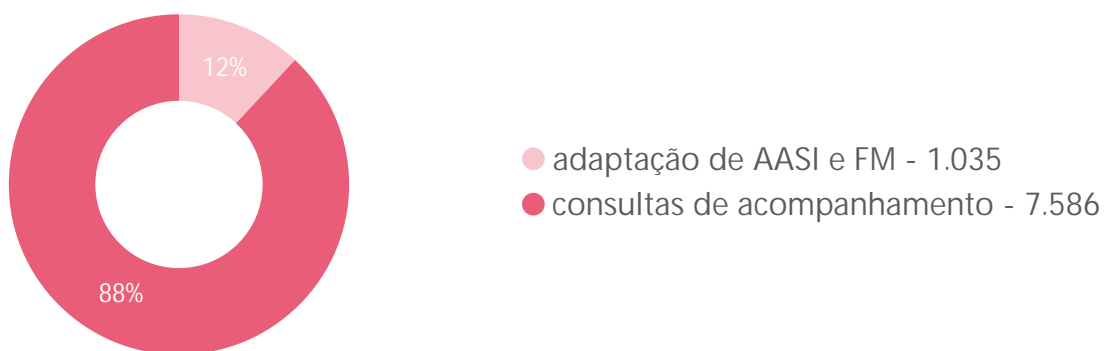 12%
adaptação de AASI e FM - 1.035
consultas de acompanhamento - 7.586
88%